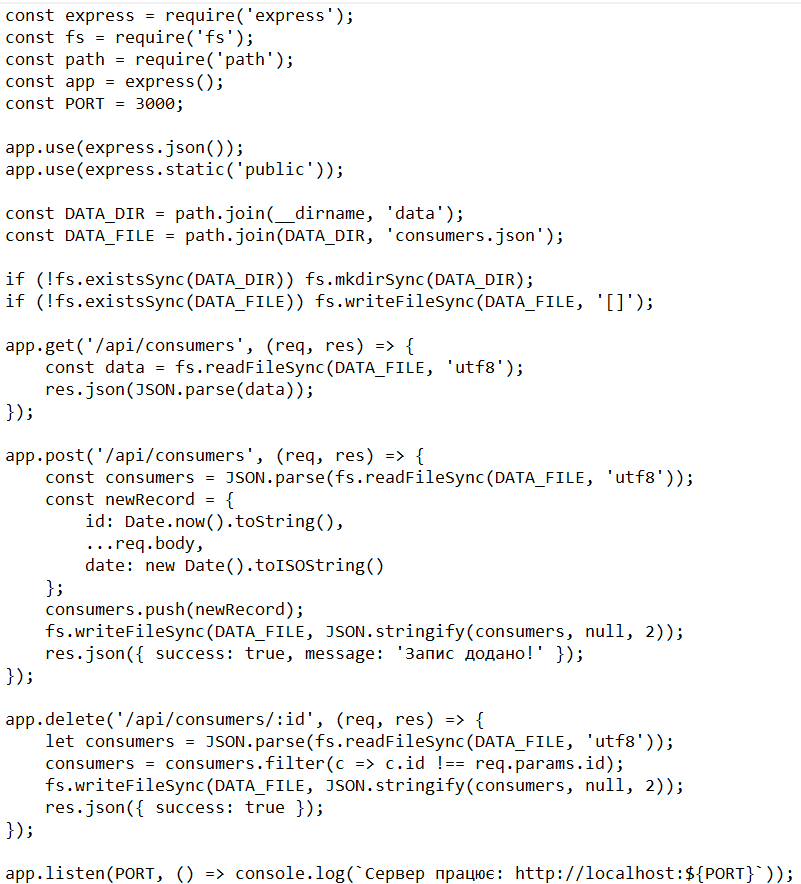 const express = require('express');
const fs = require('fs');
const path = require('path');
const app = express();
const PORT = 3000;

app.use(express.json());
app.use(express.static('public'));

const DATA_DIR = path.join(__dirname, 'data');
const DATA_FILE = path.join(DATA_DIR, 'consumers.json');

if (!fs.existsSync(DATA_DIR)) fs.mkdirSync(DATA_DIR);
if (!fs.existsSync(DATA_FILE)) fs.writeFileSync(DATA_FILE, '[]');

app.get('/api/consumers', (req, res) => {
    const data = fs.readFileSync(DATA_FILE, 'utf8');
    res.json(JSON.parse(data));
});

app.post('/api/consumers', (req, res) => {
    const consumers = JSON.parse(fs.readFileSync(DATA_FILE, 'utf8'));
    const newRecord = {
        id: Date.now().toString(),
        ...req.body,
        date: new Date().toISOString()
    };
    consumers.push(newRecord);
    fs.writeFileSync(DATA_FILE, JSON.stringify(consumers, null, 2));
    res.json({ success: true, message: 'Запис додано!' });
});

app.delete('/api/consumers/:id', (req, res) => {
    let consumers = JSON.parse(fs.readFileSync(DATA_FILE, 'utf8'));
    consumers = consumers.filter(c => c.id !== req.params.id);
    fs.writeFileSync(DATA_FILE, JSON.stringify(consumers, null, 2));
    res.json({ success: true });
});

app.listen(PORT, () => console.log(`Сервер працює: http://localhost:${PORT}`));